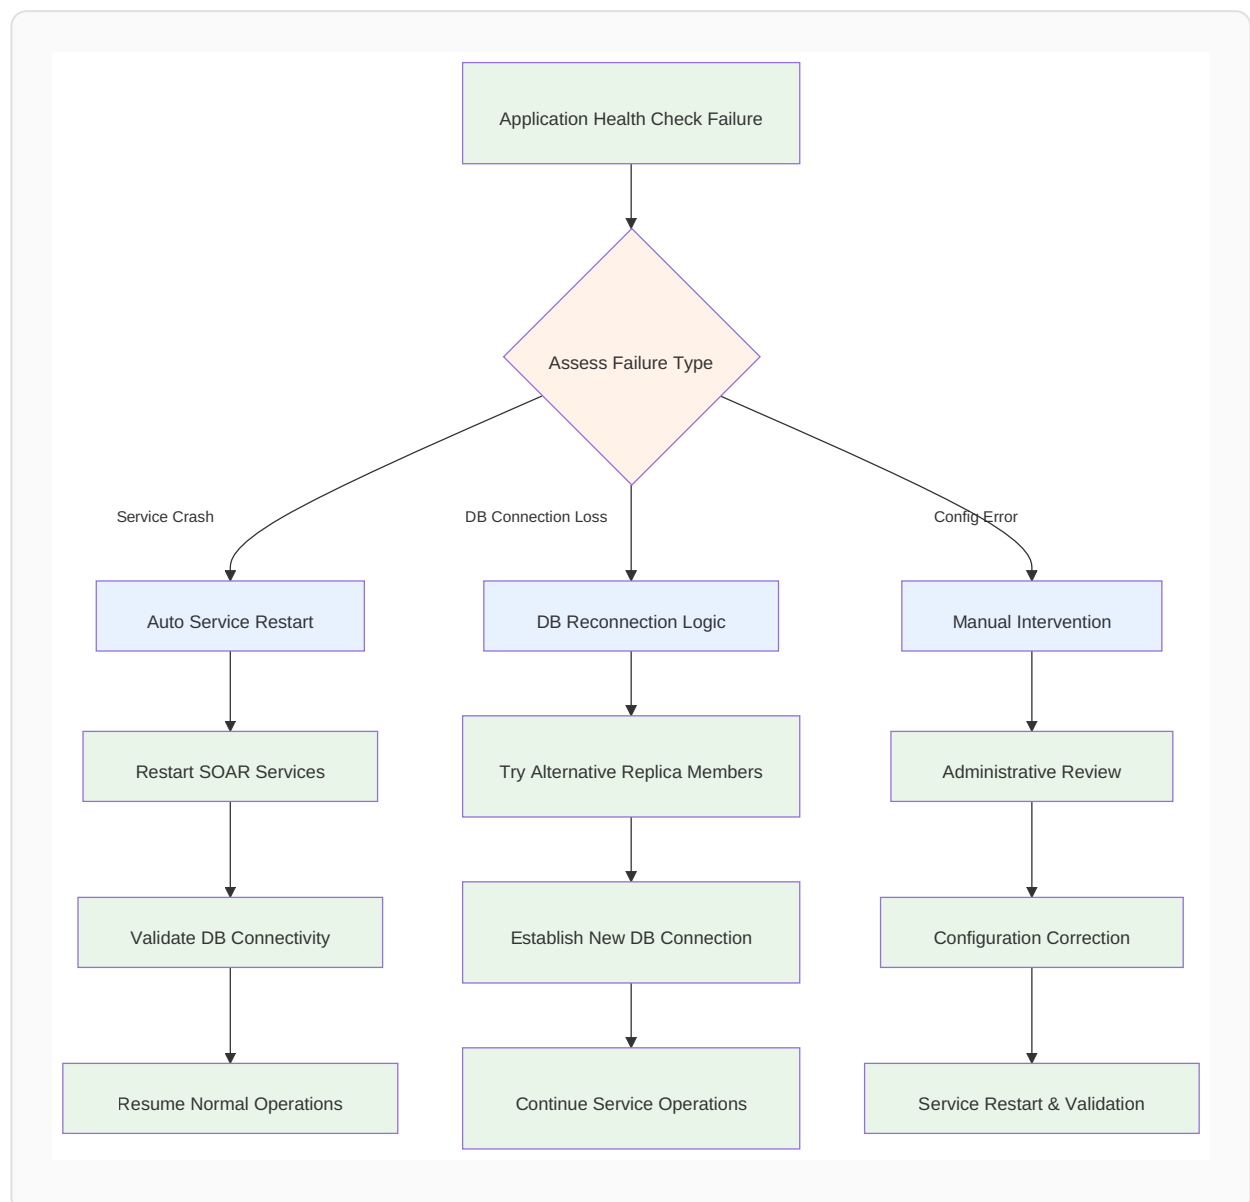 Application Health Check Failure
Assess Failure Type
Service Crash
DB Connection Loss
Config Error
Auto Service Restart
DB Reconnection Logic
Manual Intervention
Restart SOAR Services
Try Alternative Replica Members
Administrative Review
Validate DB Connectivity
Establish New DB Connection
Configuration Correction
Resume Normal Operations
Continue Service Operations
Service Restart & Validation